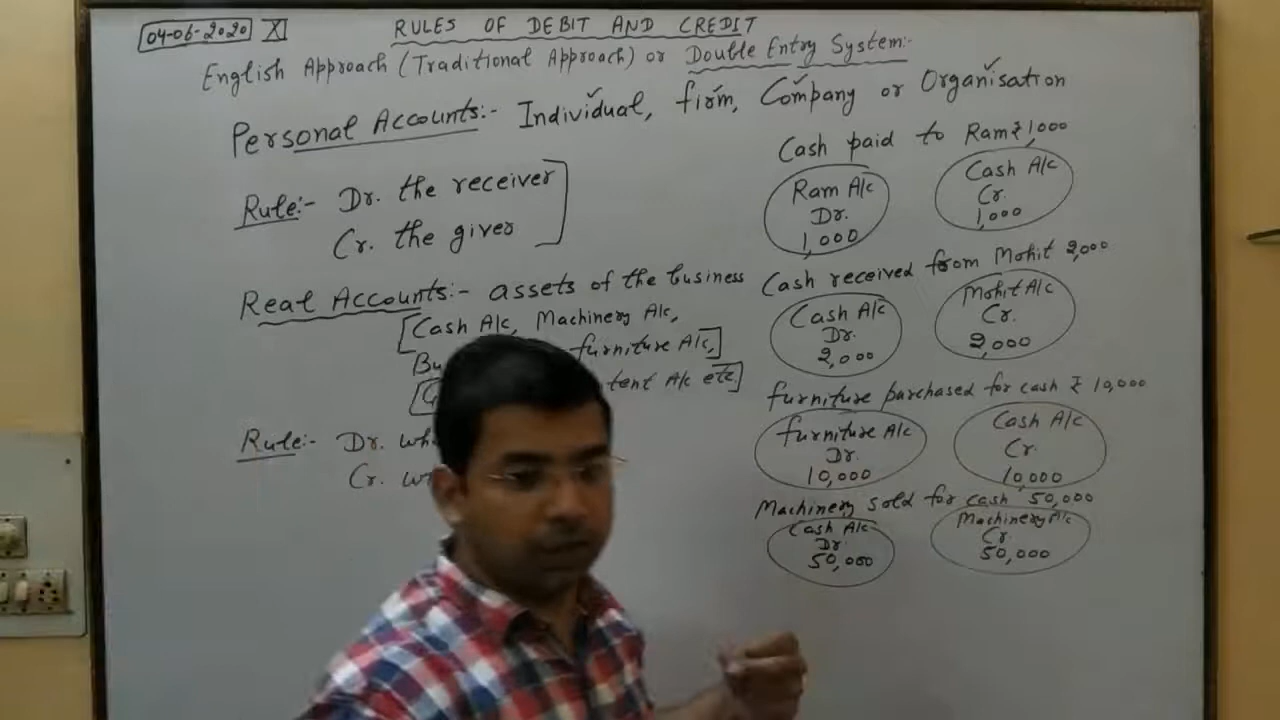 04-06-2020 X
RULES OF DEBIT AND CREDIT
English Approach (Traditional Approach) or Double Entry System:-
Personal Accounts:- Individual, firm, Company or Organisation
Rule:- Dr. the receiver
Cr. the giver
Real Accounts:- assets of the business
[Cash A/c, Machinery A/c,
furniture A/c,]
A/c etc.]
Rule:- Dr.
Cr.
Cash paid to Ram ₹1,000
Ram A/c
Dr.
1,000
Cash A/c
Cr.
1,000
Cash received from Mohit 2,000
Cash A/c
Dr.
2,000
Mohit A/c
Cr.
2,000
furniture purchased for cash ₹ 10,000
furniture A/c
Dr.
10,000
Cash A/c
Cr.
10,000
Machinery sold for cash 50,000
Cash A/c
Dr.
50,000
Machinery A/c
Cr.
50,000